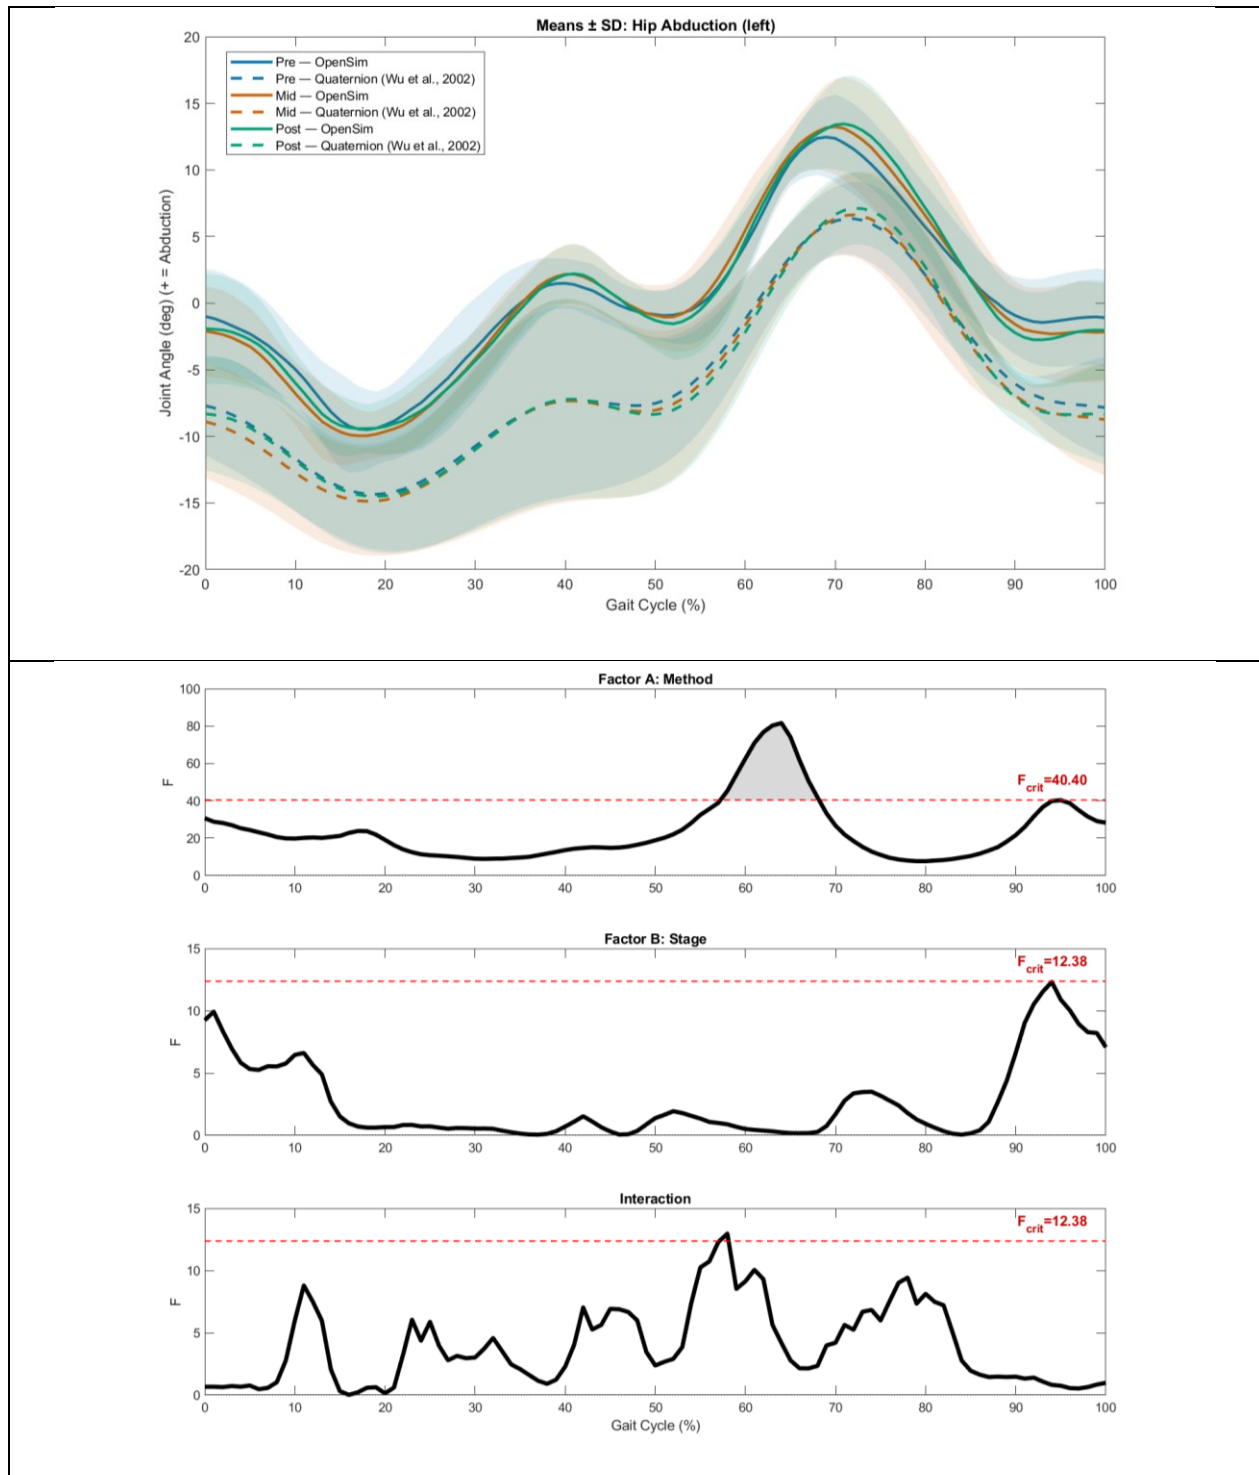 Means ± SD: Hip Abduction (left)
20
15
10
5
0
-5
-10
-15
-20
Joint Angle (deg) (+ = Abduction)
Pre — OpenSim
Pre — Quaternion (Wu et al., 2002)
Mid — OpenSim
Mid — Quaternion (Wu et al., 2002)
Post — OpenSim
Post — Quaternion (Wu et al., 2002)
0 10 20 30 40 50 60 70 80 90 100
Gait Cycle (%)
Factor A: Method
100
80
60
40
20
0
F
Fcrit=40.40
0 10 20 30 40 50 60 70 80 90 100
Factor B: Stage
15
10
5
0
F
Fcrit=12.38
0 10 20 30 40 50 60 70 80 90 100
Interaction
15
10
5
0
F
Fcrit=12.38
0 10 20 30 40 50 60 70 80 90 100
Gait Cycle (%)